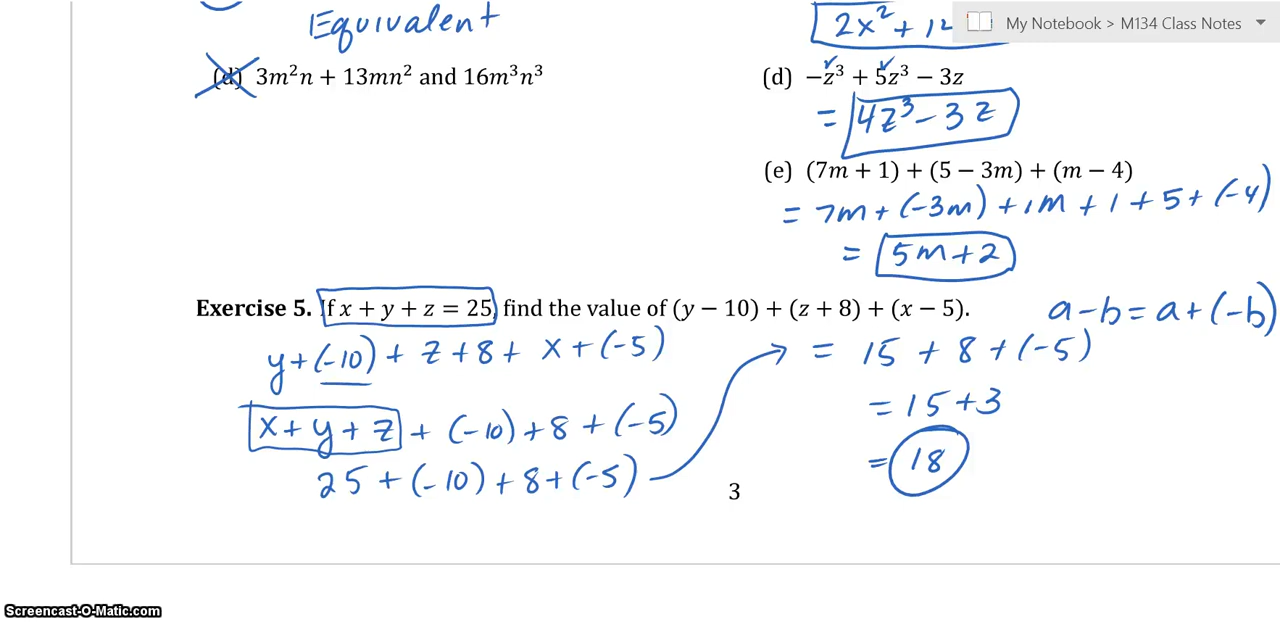 Equivalent
(d) 3m²n + 13mn² and 16m³n³
2x² + 12
My Notebook > M134 Class Notes
(d) −z³ + 5z³ − 3z
= 4z³ − 3z
(e) (7m + 1) + (5 − 3m) + (m − 4)
= 7m + (-3m) + 1m + 1 + 5 + (-4)
= 5m + 2
Exercise 5. If x + y + z = 25, find the value of (y − 10) + (z + 8) + (x − 5).
a - b = a + (-b)
y + (-10) + z + 8 + x + (-5)
x + y + z + (-10) + 8 + (-5)
25 + (-10) + 8 + (-5)
= 15 + 8 + (-5)
= 15 + 3
= 18
3
Screencast-O-Matic.com